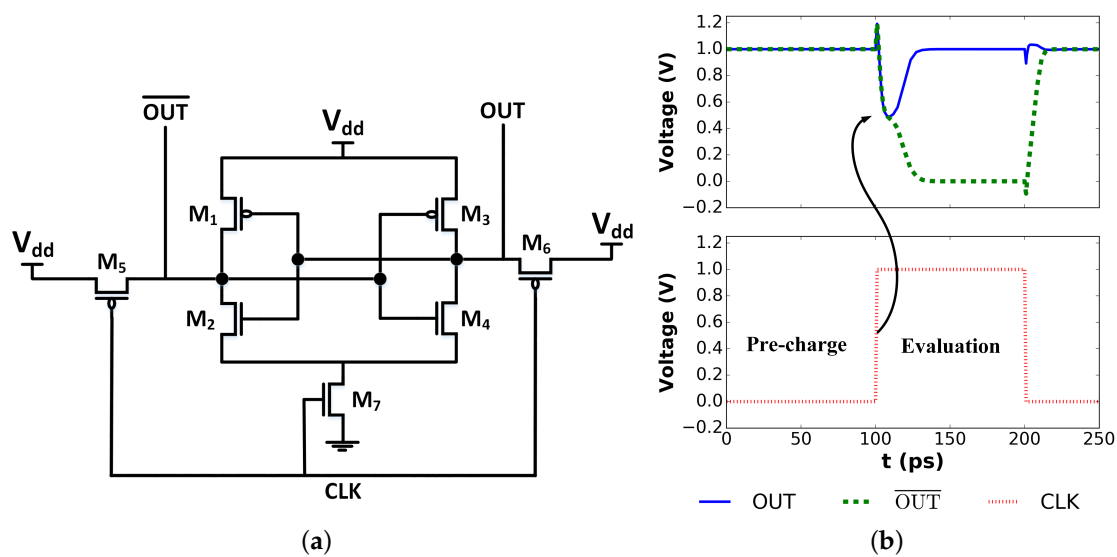 OUT
OUT
Vdd
M1
M3
M6
Vdd
Vdd
M5
M2
M4
M7
CLK
(a)
1.2
1.0
0.8
0.6
0.4
0.2
0.0
−0.2
Voltage (V)
1.2
1.0
0.8
0.6
0.4
0.2
0.0
−0.2
Voltage (V)
Pre-charge
Evaluation
0 50 100 150 200 250
t (ps)
OUT OUT CLK
(b)